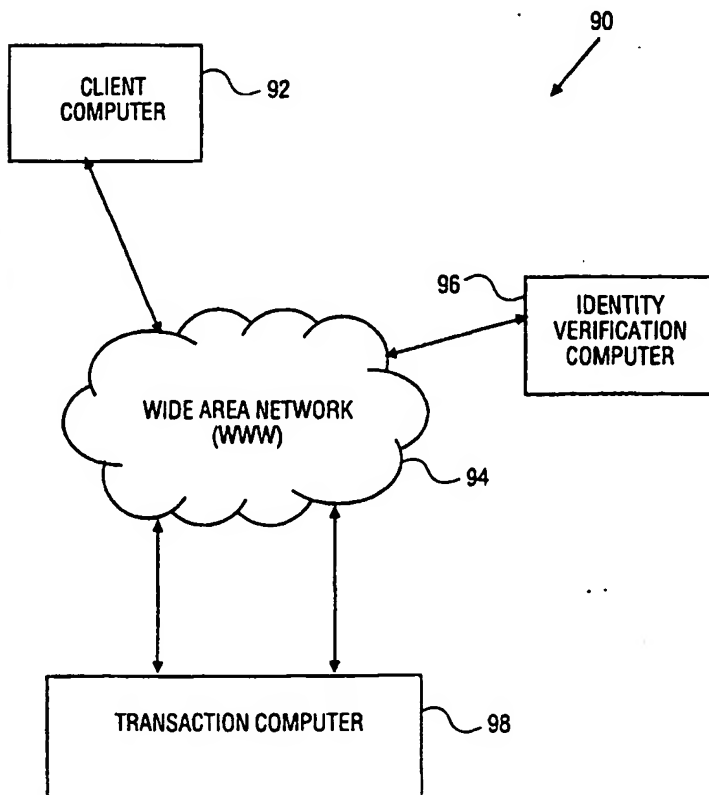 90
CLIENT
COMPUTER
92
96
IDENTITY
VERIFICATION
COMPUTER
WIDE AREA NETWORK
(WWW)
94
TRANSACTION COMPUTER
98